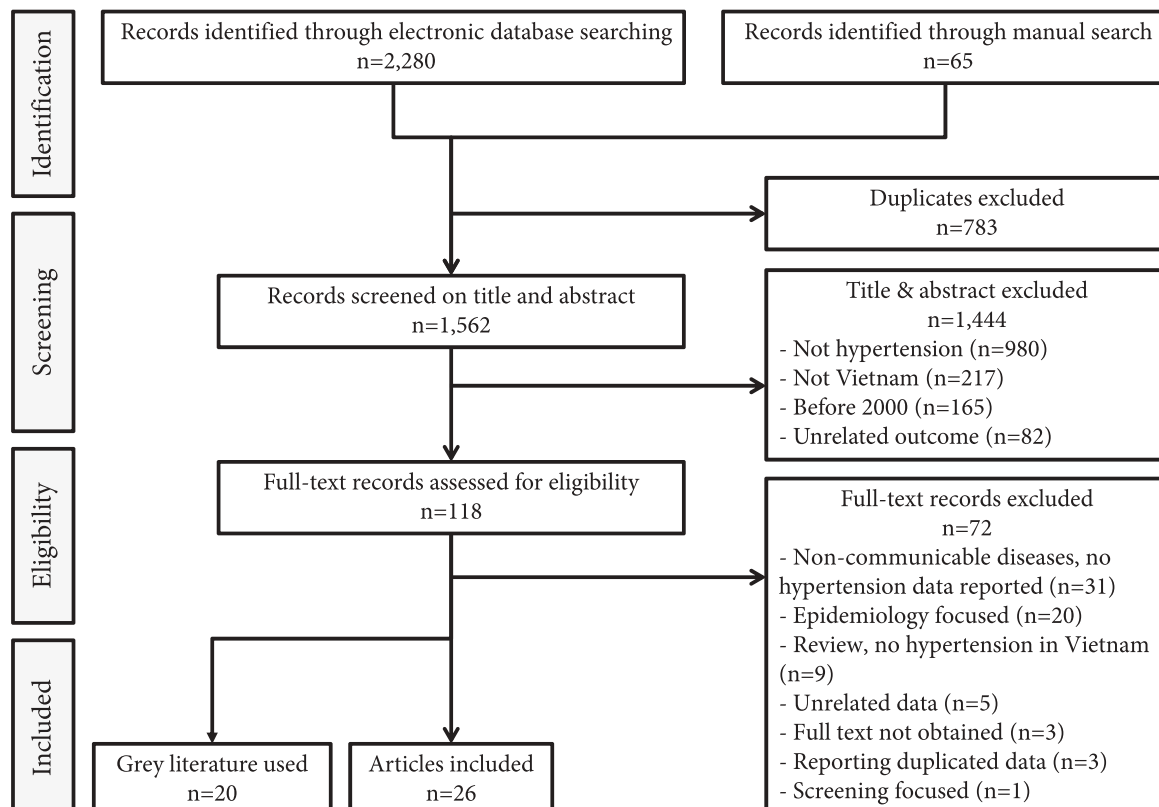 Identification
Records identified through electronic database searching
n=2,280
Records identified through manual search
n=65
Duplicates excluded
n=783
Screening
Records screened on title and abstract
n=1,562
Title & abstract excluded
n=1,444
- Not hypertension (n=980)
- Not Vietnam (n=217)
- Before 2000 (n=165)
- Unrelated outcome (n=82)
Eligibility
Full-text records assessed for eligibility
n=118
Full-text records excluded
n=72
- Non-communicable diseases, no
hypertension data reported (n=31)
- Epidemiology focused (n=20)
- Review, no hypertension in Vietnam
(n=9)
- Unrelated data (n=5)
- Full text not obtained (n=3)
- Reporting duplicated data (n=3)
- Screening focused (n=1)
Included
Grey literature used
n=20
Articles included
n=26